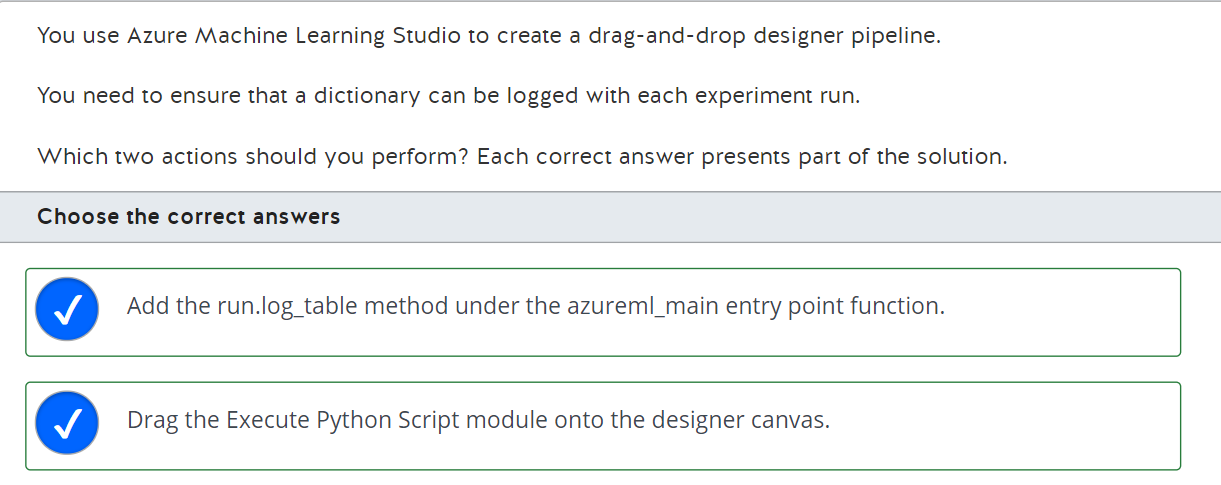 You use Azure Machine Learning Studio to create a drag-and-drop designer pipeline.
You need to ensure that a dictionary can be logged with each experiment run.
Which two actions should you perform? Each correct answer presents part of the solution.
Choose the correct answers
Add the run.log_table method under the azureml_main entry point function.
Drag the Execute Python Script module onto the designer canvas.